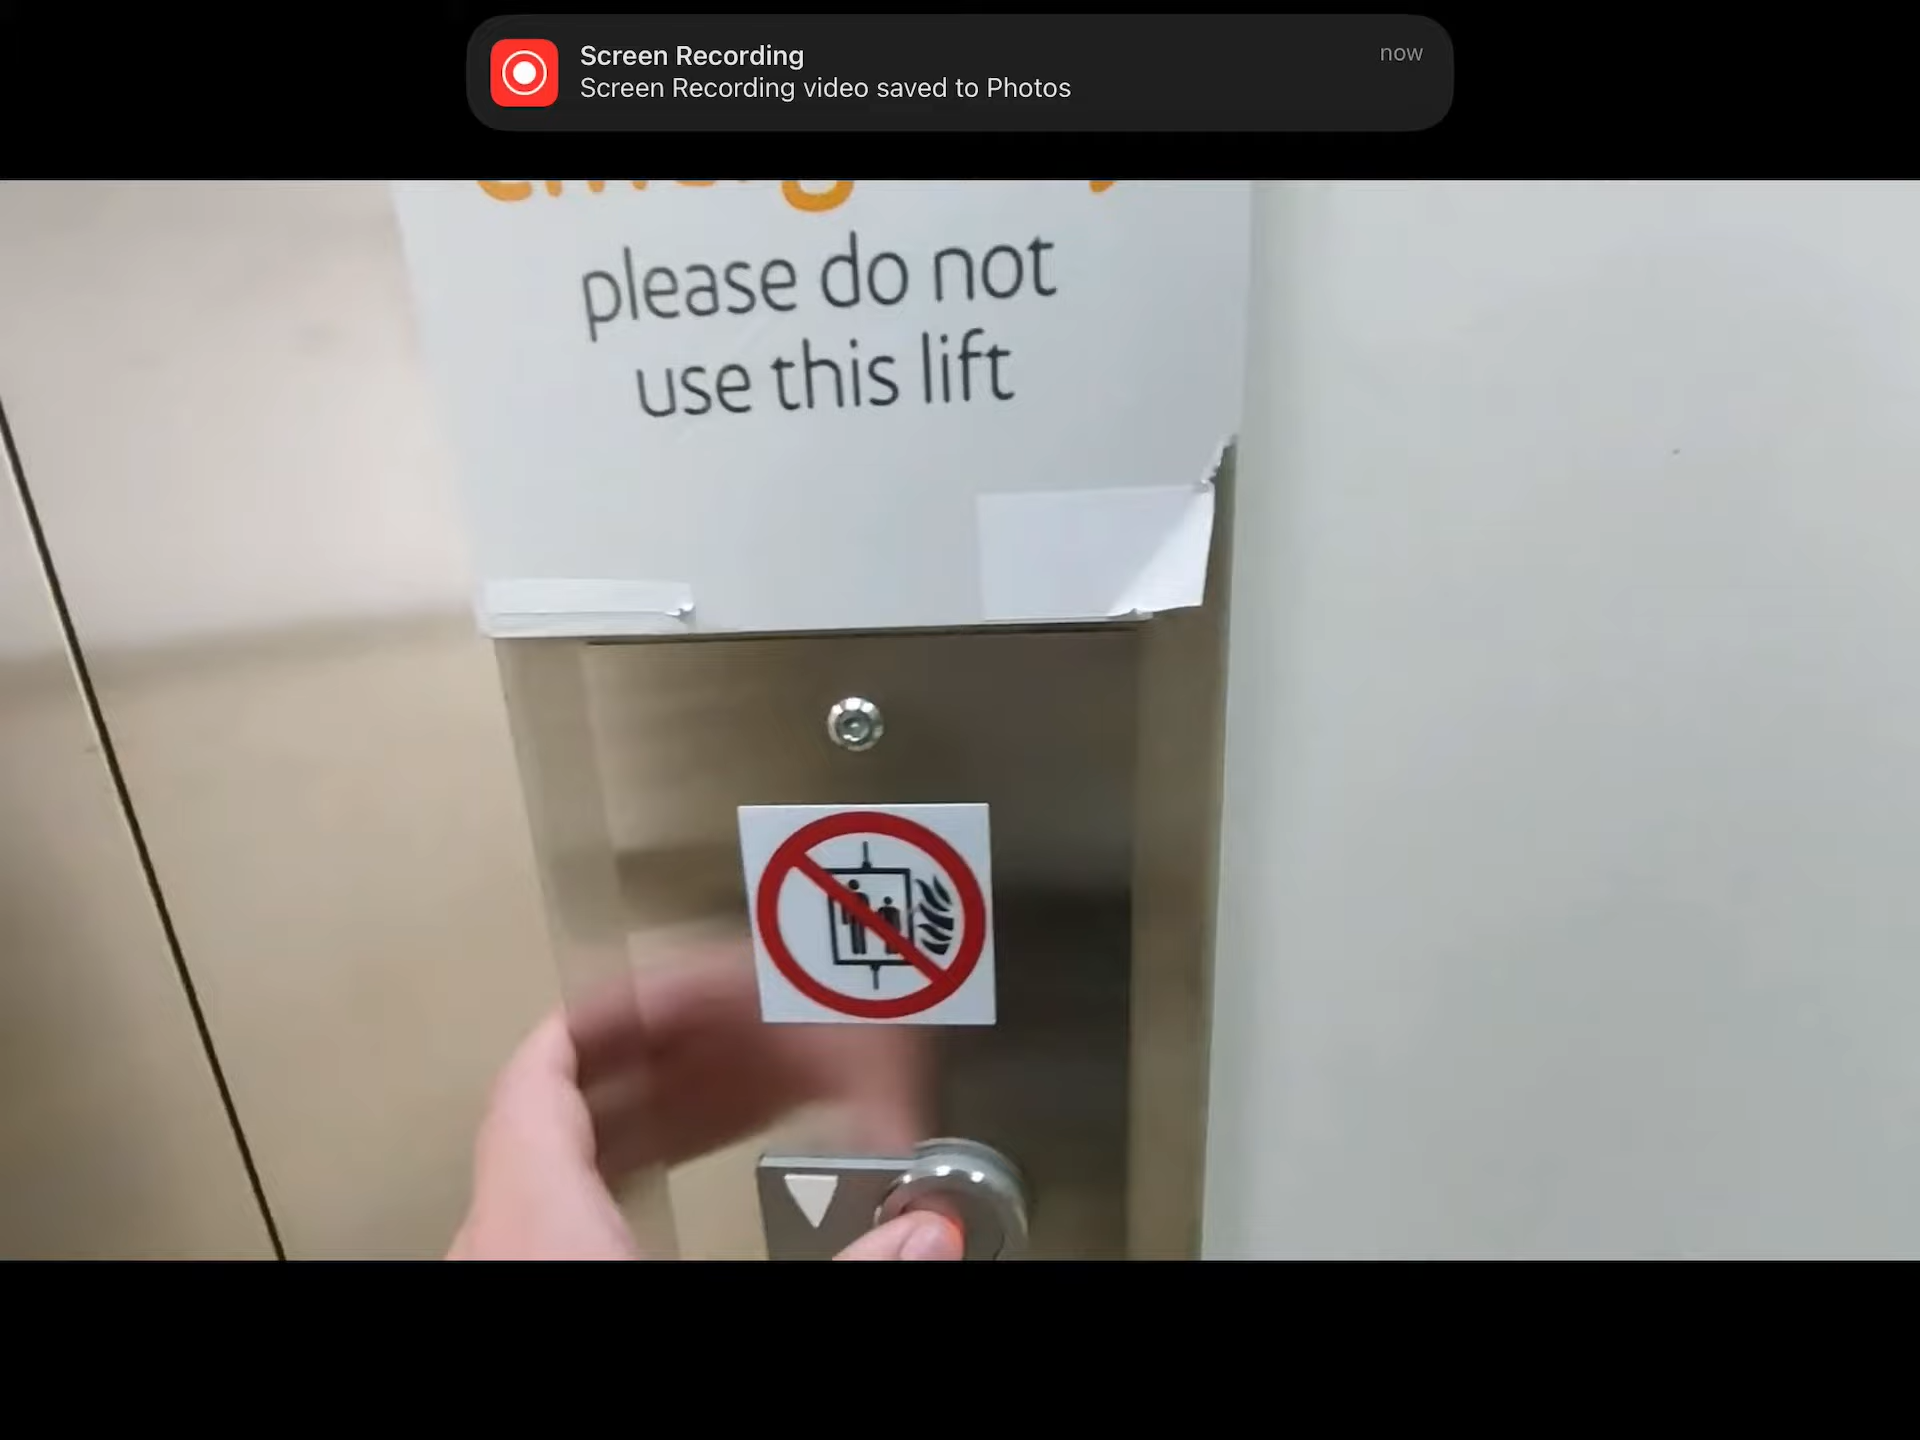 Screen Recording
now
Screen Recording video saved to Photos
please do not
use this lift